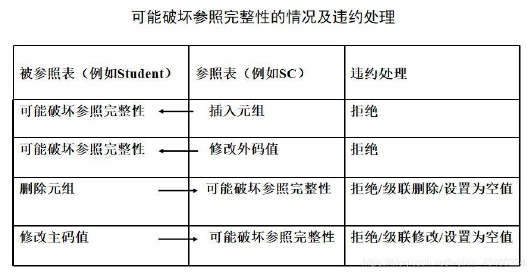 可能破坏参照完整性的情况及违约处理
被参照表（例如Student） 参照表（例如SC） 违约处理
可能破坏参照完整性 插入元组 拒绝
可能破坏参照完整性 修改外码值 拒绝
删除元组 可能破坏参照完整性 拒绝/级联删除/设置为空值
修改主码值 可能破坏参照完整性 拒绝/级联修改/设置为空值